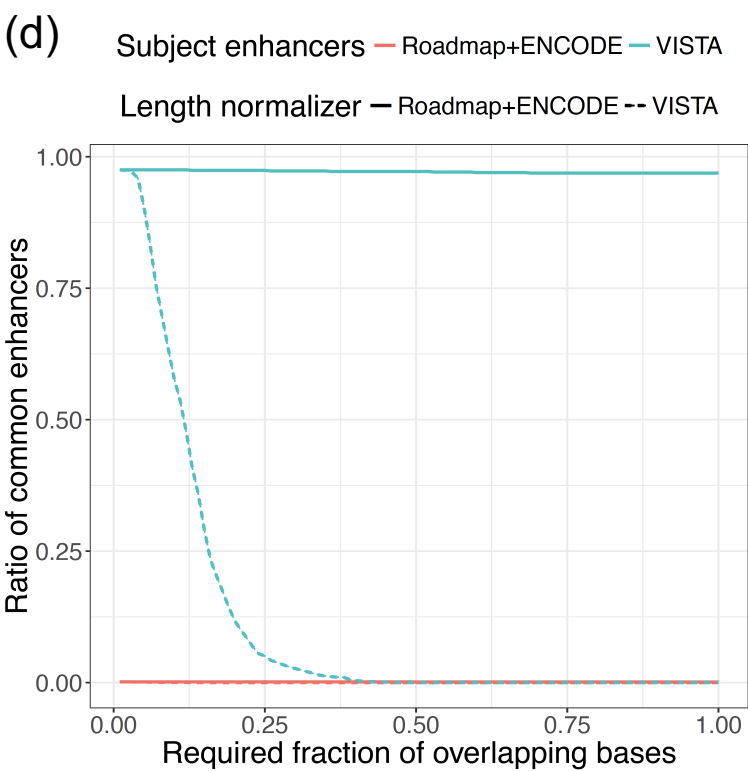 (d)
Subject enhancers Roadmap+ENCODE VISTA
Length normalizer Roadmap+ENCODE VISTA
Ratio of common enhancers
1.00
0.75
0.50
0.25
0.00
0.00 0.25 0.50 0.75 1.00
Required fraction of overlapping bases